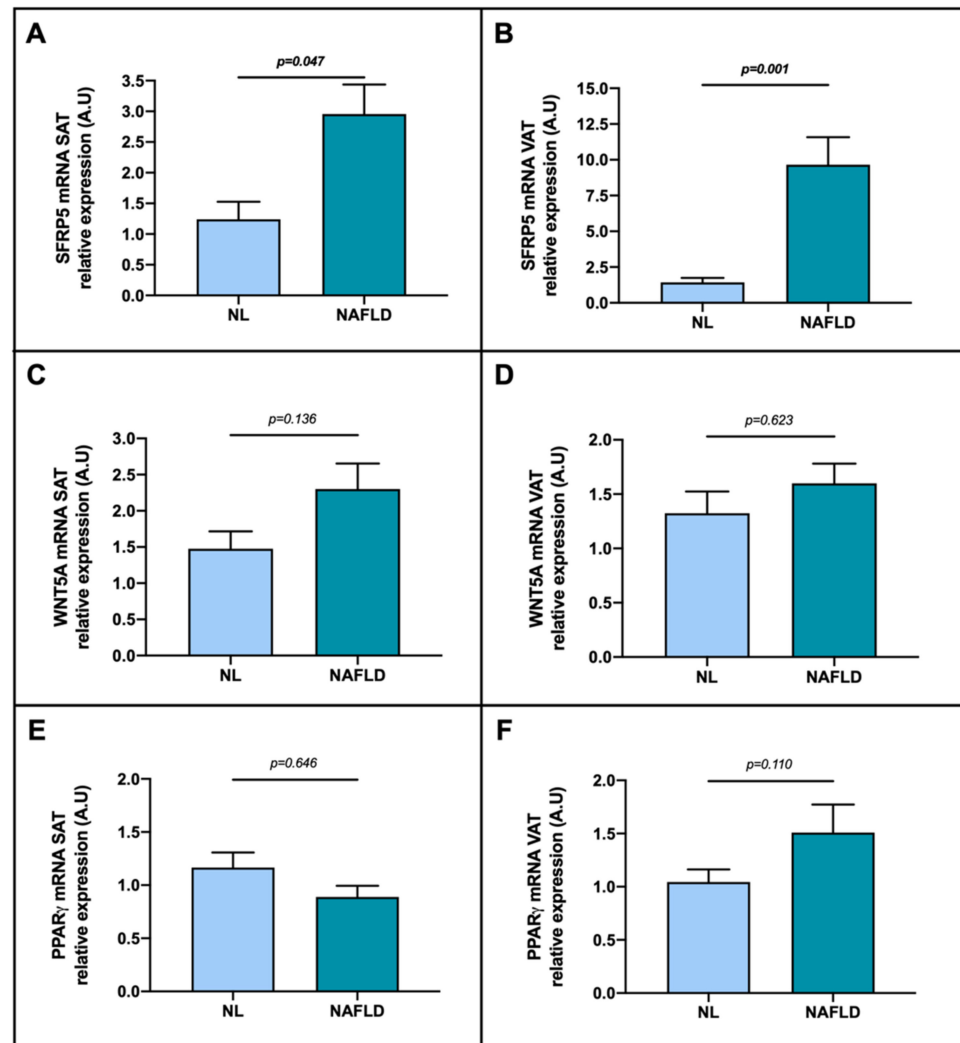 A
p=0.047
SFRP5 mRNA SAT
relative expression (A.U)
3.5
3.0
2.5
2.0
1.5
1.0
0.5
0.0
NL NAFLD
B
p=0.001
SFRP5 mRNA VAT
relative expression (A.U)
15.0
12.5
10.0
7.5
5.0
2.5
0.0
NL NAFLD
C
p=0.136
WNT5A mRNA SAT
relative expression (A.U)
3.0
2.5
2.0
1.5
1.0
0.5
0.0
NL NAFLD
D
p=0.623
WNT5A mRNA VAT
relative expression (A.U)
2.0
1.5
1.0
0.5
0.0
NL NAFLD
E
p=0.646
PPARγ mRNA SAT
relative expression (A.U)
2.0
1.5
1.0
0.5
0.0
NL NAFLD
F
p=0.110
PPARγ mRNA VAT
relative expression (A.U)
2.0
1.5
1.0
0.5
0.0
NL NAFLD